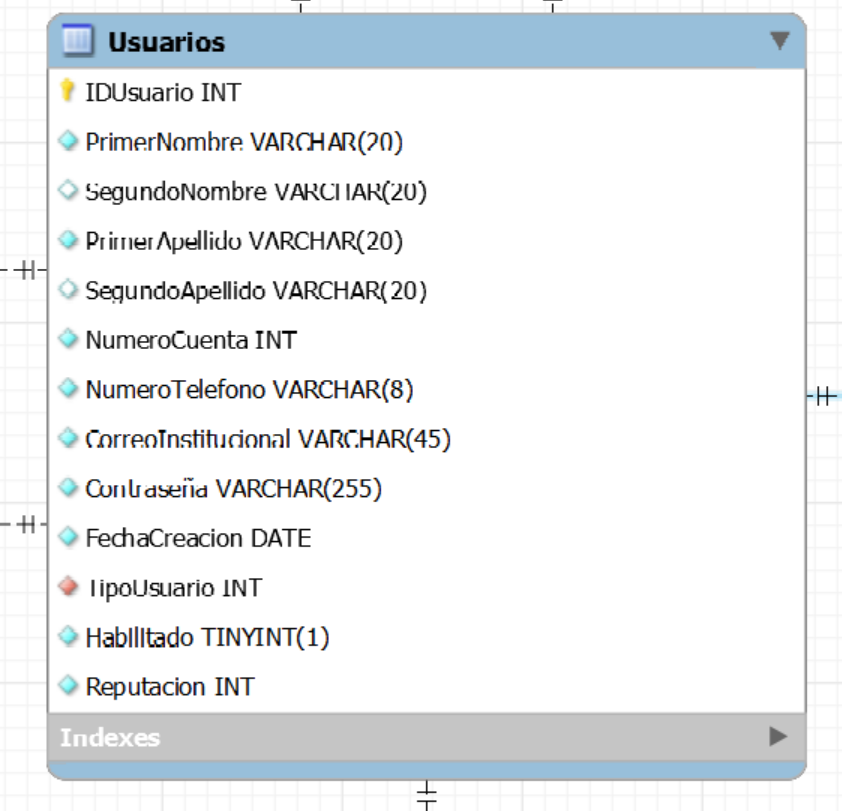 Usuarios
IDUsuario INT
PrimerNombre VARCHAR(20)
SegundoNombre VARCHAR(20)
PrimerApellido VARCHAR(20)
SegundoApellido VARCHAR(20)
NumeroCuenta INT
NumeroTelefono VARCHAR(8)
CorreoInstitucional VARCHAR(45)
Contraseña VARCHAR(255)
FechaCreacion DATE
TipoUsuario INT
Habilitado TINYINT(1)
Reputacion INT
Indexes